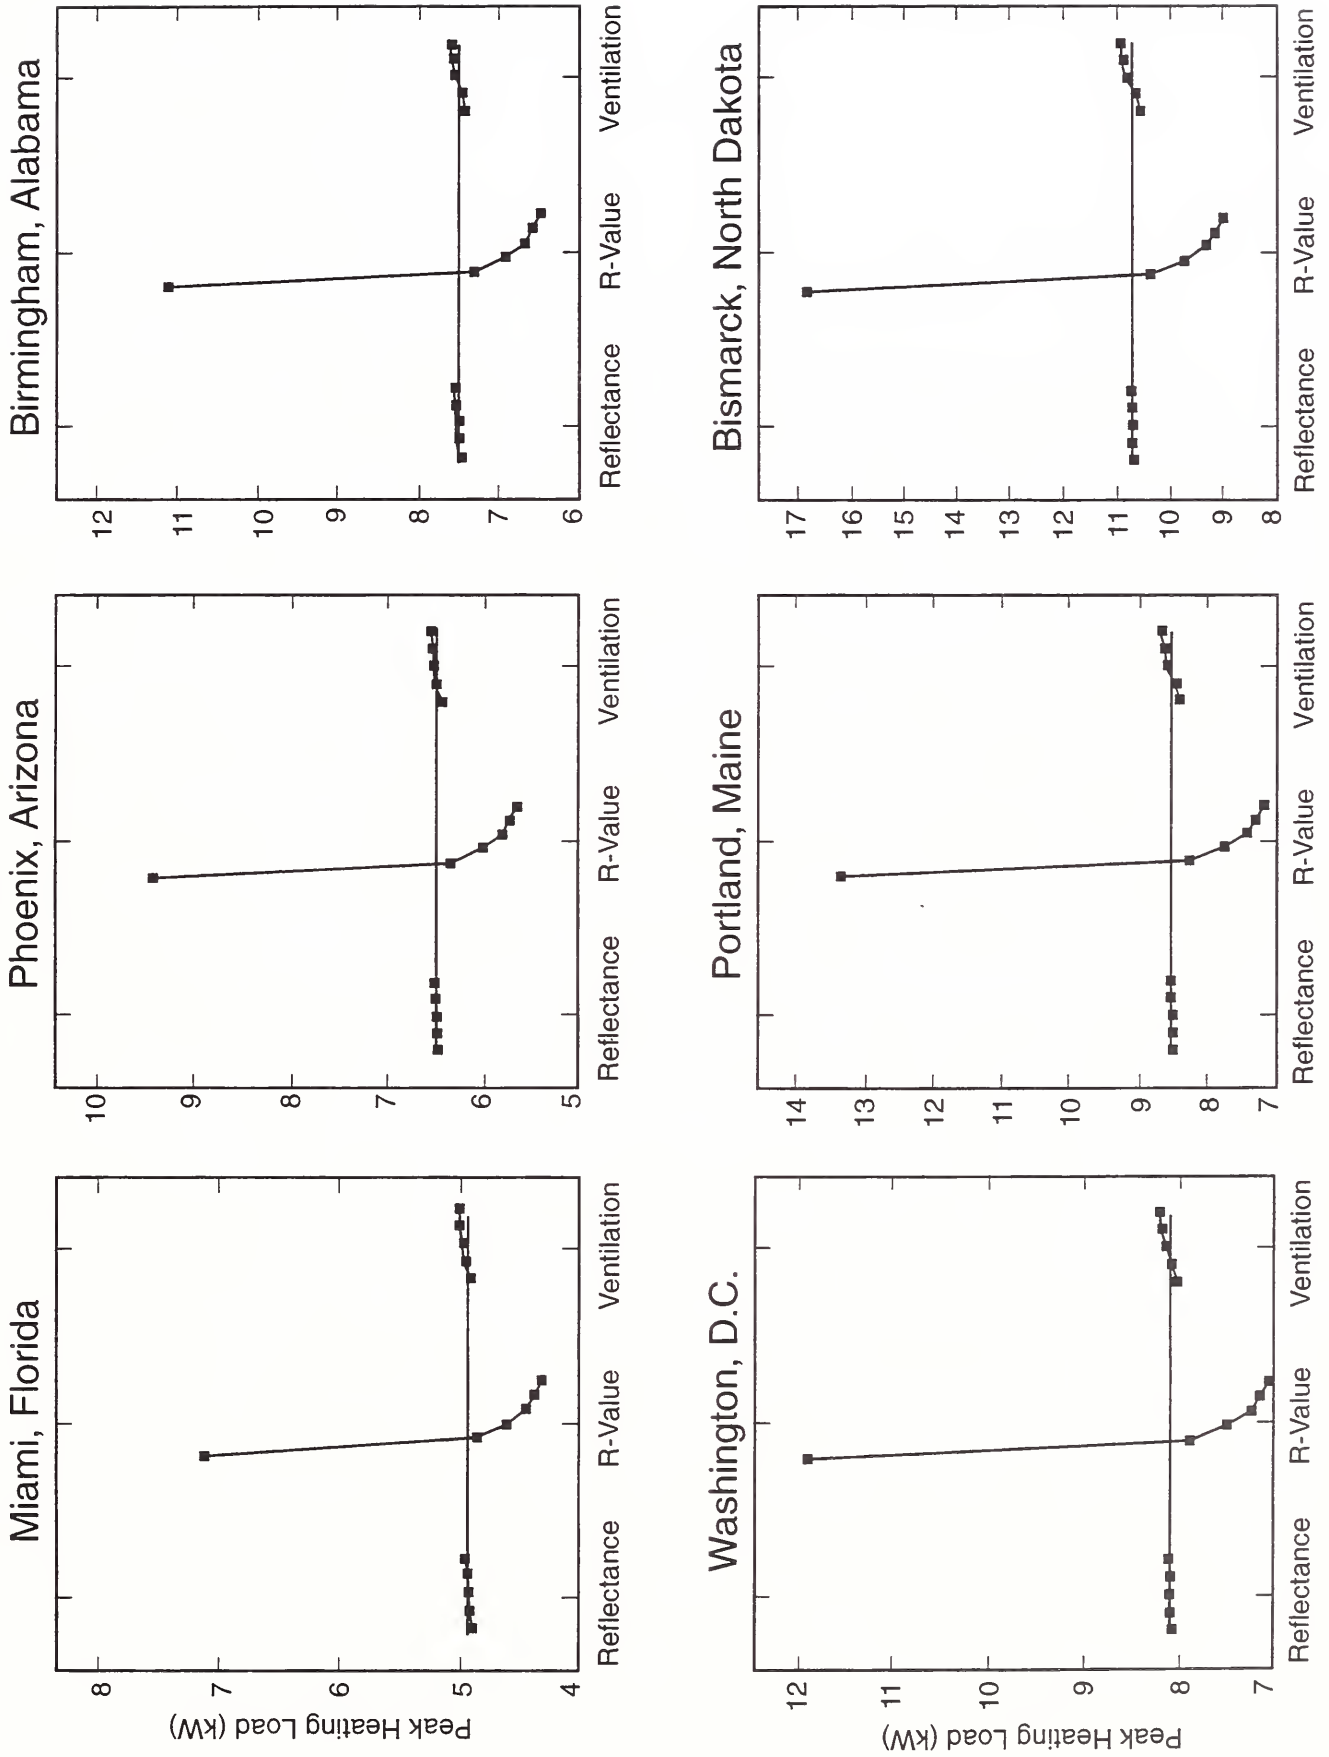 Miami, Florida
Peak Heating Load (kW)
8
7
6
5
4
Reflectance
R-Value
Ventilation
Phoenix, Arizona
10
9
8
7
6
5
Reflectance
R-Value
Ventilation
Birmingham, Alabama
12
11
10
9
8
7
6
Reflectance
R-Value
Ventilation
Washington, D.C.
Peak Heating Load (kW)
12
11
10
9
8
7
Reflectance
R-Value
Ventilation
Portland, Maine
14
13
12
11
10
9
8
7
Reflectance
R-Value
Ventilation
Bismarck, North Dakota
17
16
15
14
13
12
11
10
9
8
Reflectance
R-Value
Ventilation